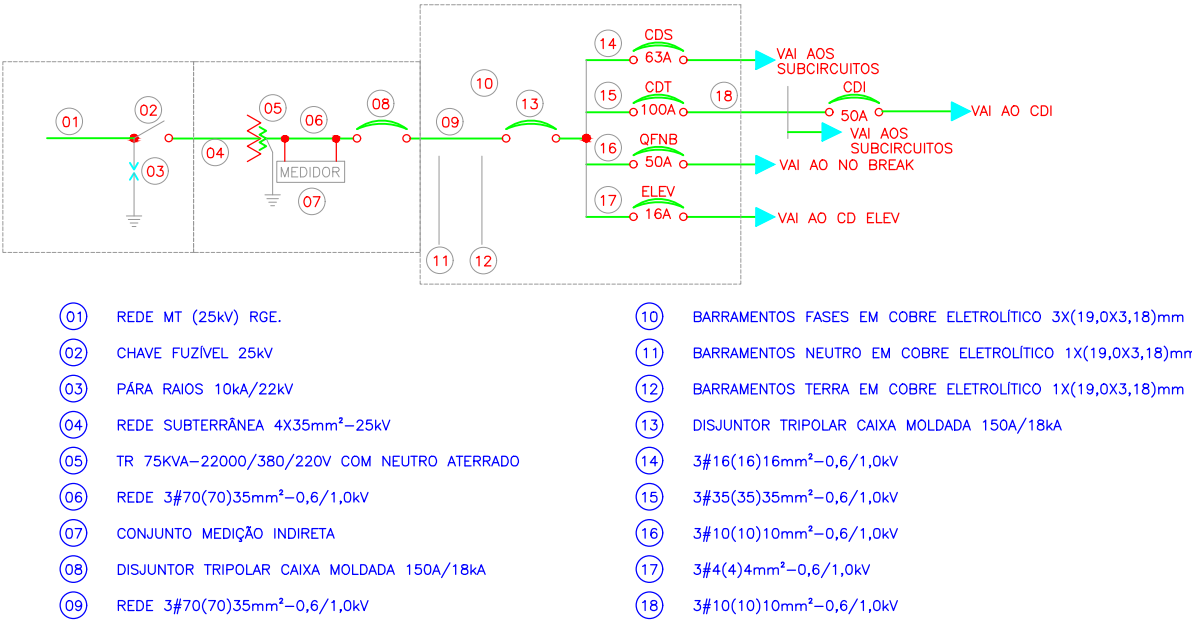 01
02
03
04
05
06
MEDIDOR
07
08
09
10
11
12
13
14
CDS
63A
VAI AOS
SUBCIRCUITOS
15
CDT
100A
18
CDI
50A
VAI AO CDI
VAI AOS
SUBCIRCUITOS
16
QFNB
50A
VAI AO NO BREAK
17
ELEV
16A
VAI AO CD ELEV
01 REDE MT (25kV) RGE.
02 CHAVE FUZÍVEL 25kV
03 PÁRA RAIOS 10kA/22kV
04 REDE SUBTERRÂNEA 4X35mm²-25kV
05 TR 75KVA-22000/380/220V COM NEUTRO ATERRADO
06 REDE 3#70(70)35mm²-0,6/1,0kV
07 CONJUNTO MEDIÇÃO INDIRETA
08 DISJUNTOR TRIPOLAR CAIXA MOLDADA 150A/18kA
09 REDE 3#70(70)35mm²-0,6/1,0kV
10 BARRAMENTOS FASES EM COBRE ELETROLÍTICO 3X(19,0X3,18)mm
11 BARRAMENTOS NEUTRO EM COBRE ELETROLÍTICO 1X(19,0X3,18)mm
12 BARRAMENTOS TERRA EM COBRE ELETROLÍTICO 1X(19,0X3,18)mm
13 DISJUNTOR TRIPOLAR CAIXA MOLDADA 150A/18kA
14 3#16(16)16mm²-0,6/1,0kV
15 3#35(35)35mm²-0,6/1,0kV
16 3#10(10)10mm²-0,6/1,0kV
17 3#4(4)4mm²-0,6/1,0kV
18 3#10(10)10mm²-0,6/1,0kV